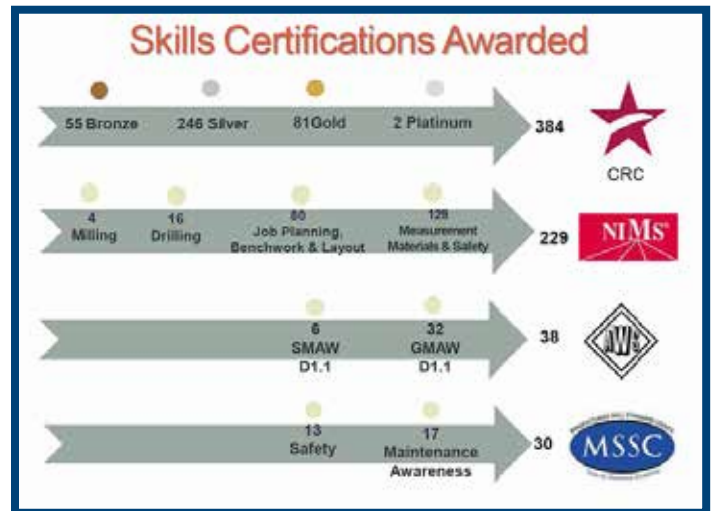 Skills Certifications Awarded
55 Bronze 246 Silver 81Gold 2 Platinum 384
CRC
4 16 80 129
Milling Drilling Job Planning, Measurement
Benchwork & Layout Materials & Safety
229 NIMS
6 32
SMAW GMAW
D1.1 D1.1
38 AWS
13 17
Safety Maintenance
Awareness
30 MSSC